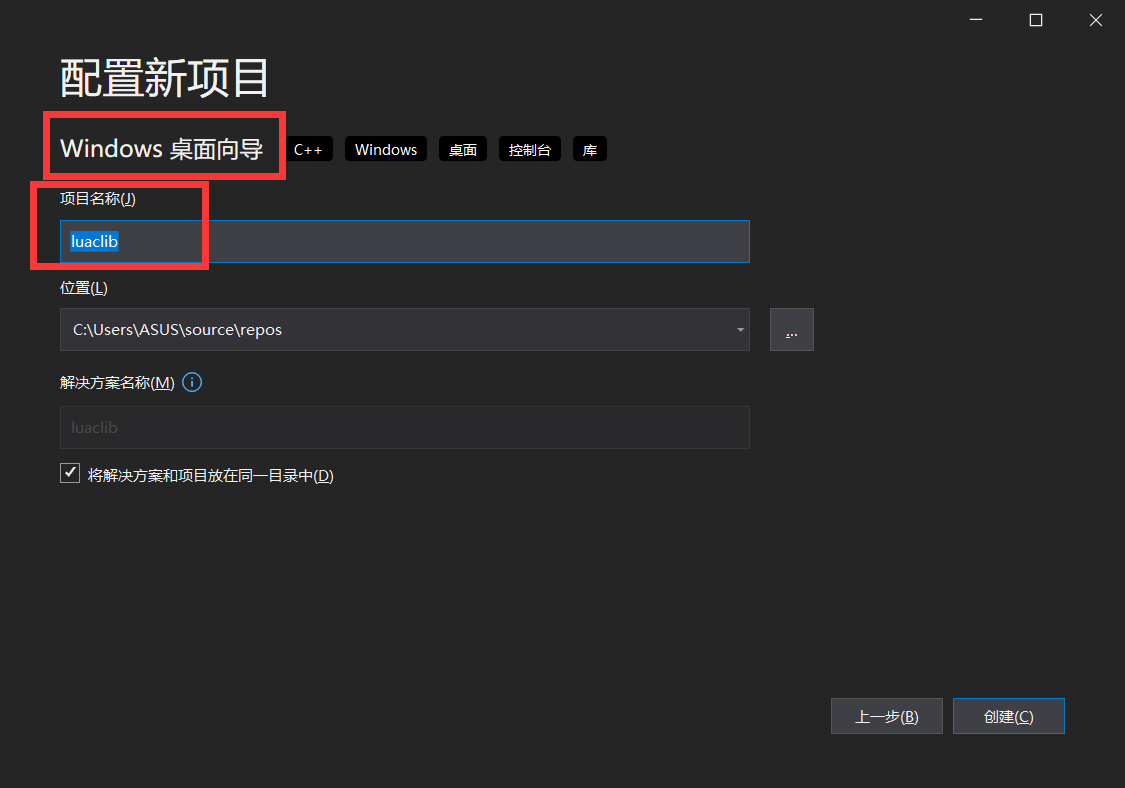 配置新项目
Windows 桌面向导 C++ Windows 桌面 控制台 库
项目名称(J)
luaclib
位置(L)
C:\Users\ASUS\source\repos
...
解决方案名称(M)
luaclib
将解决方案和项目放在同一目录中(D)
上一步(B) 创建(C)